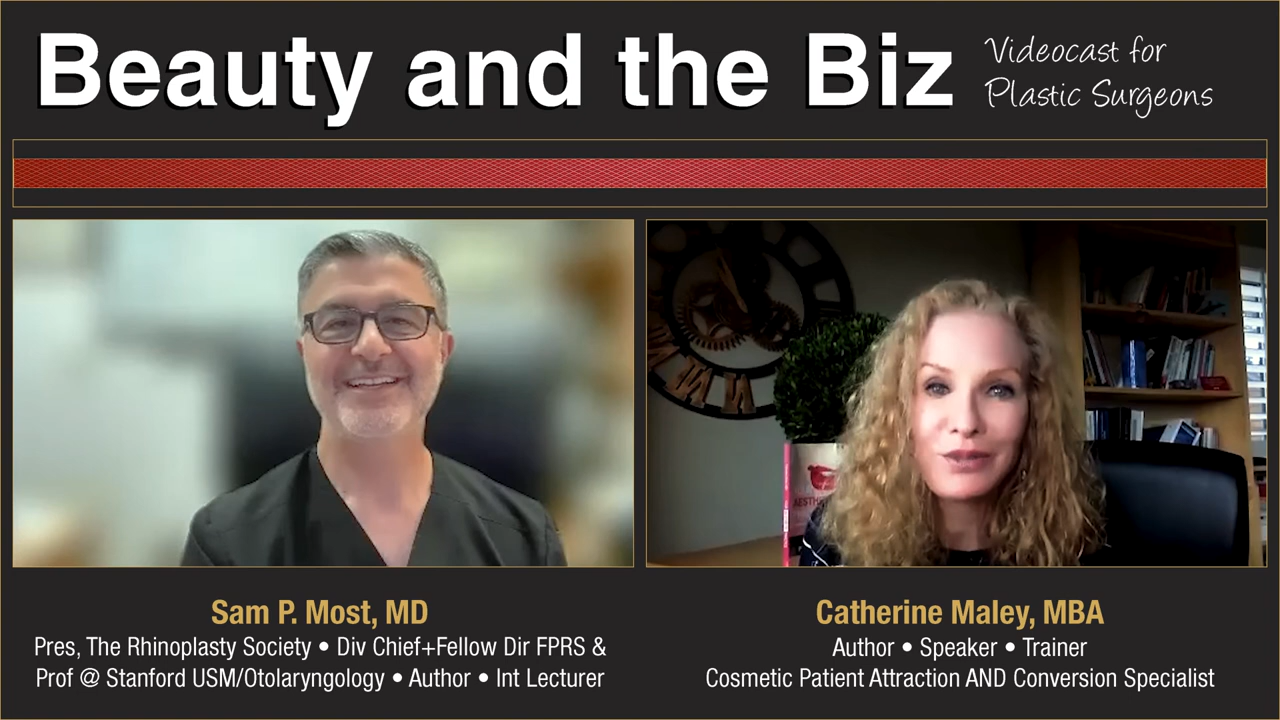 Beauty and the Biz
Videocast for
Plastic Surgeons
AESTHE
Sam P. Most, MD
Pres, The Rhinoplasty Society • Div Chief+Fellow Dir FPRS &
Prof @ Stanford USM/Otolaryngology • Author • Int Lecturer
Catherine Maley, MBA
Author • Speaker • Trainer
Cosmetic Patient Attraction AND Conversion Specialist